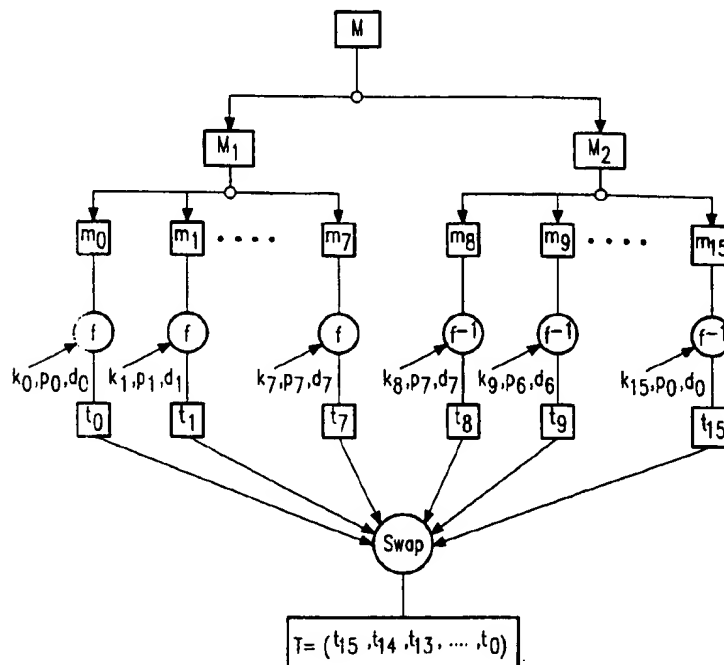 M
M₁ M₂
m₀ m₁ · · · · m₇ m₈ m₉ · · · · m₁₅
f f f f⁻¹ f⁻¹ f⁻¹
k₀,p₀,d₀ k₁,p₁,d₁ k₇,p₇,d₇ k₈,p₇,d₇ k₉,p₆,d₆ k₁₅,p₀,d₀
t₀ t₁ t₇ t₈ t₉ t₁₅
Swap
T= (t₁₅ ,t₁₄ ,t₁₃, ····, t₀)